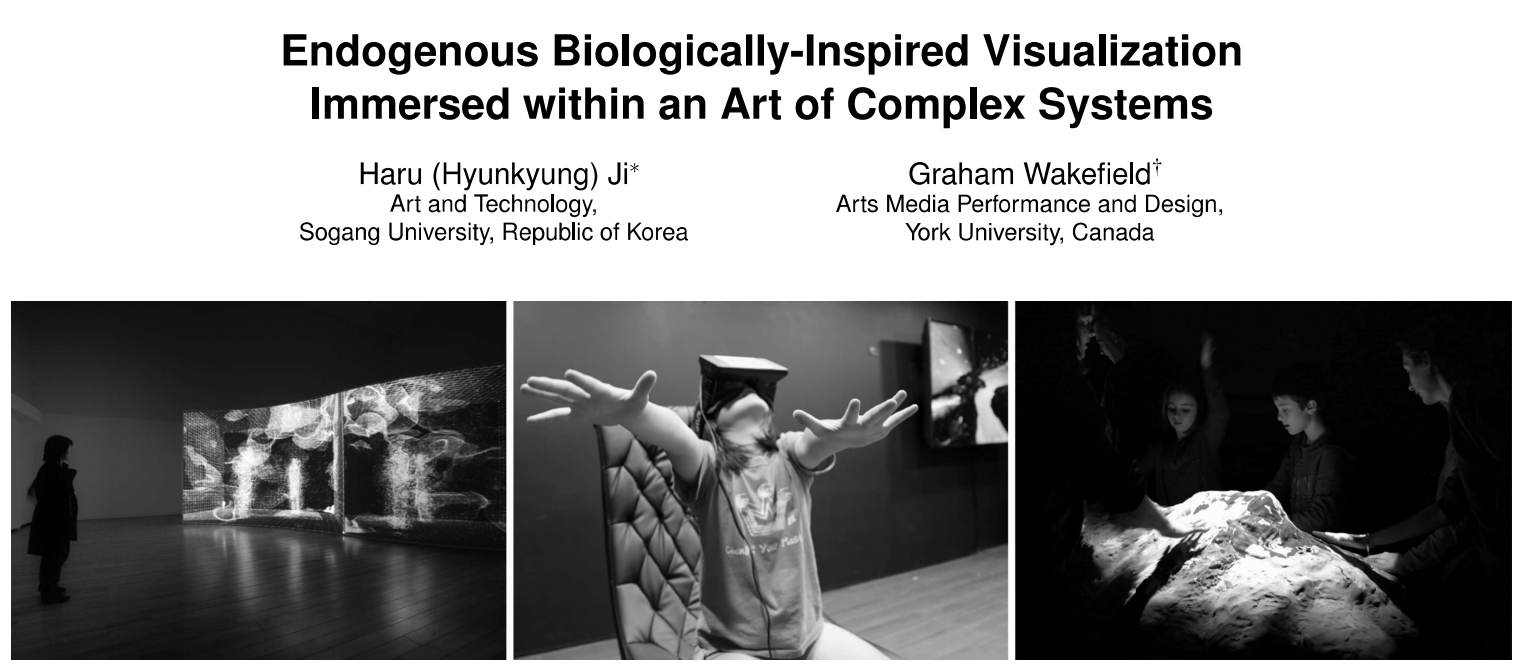 Endogenous Biologically-Inspired Visualization
Immersed within an Art of Complex Systems
Haru (Hyunkyung) Ji*
Art and Technology,
Sogang University, Republic of Korea
Graham Wakefield†
Arts Media Performance and Design,
York University, Canada